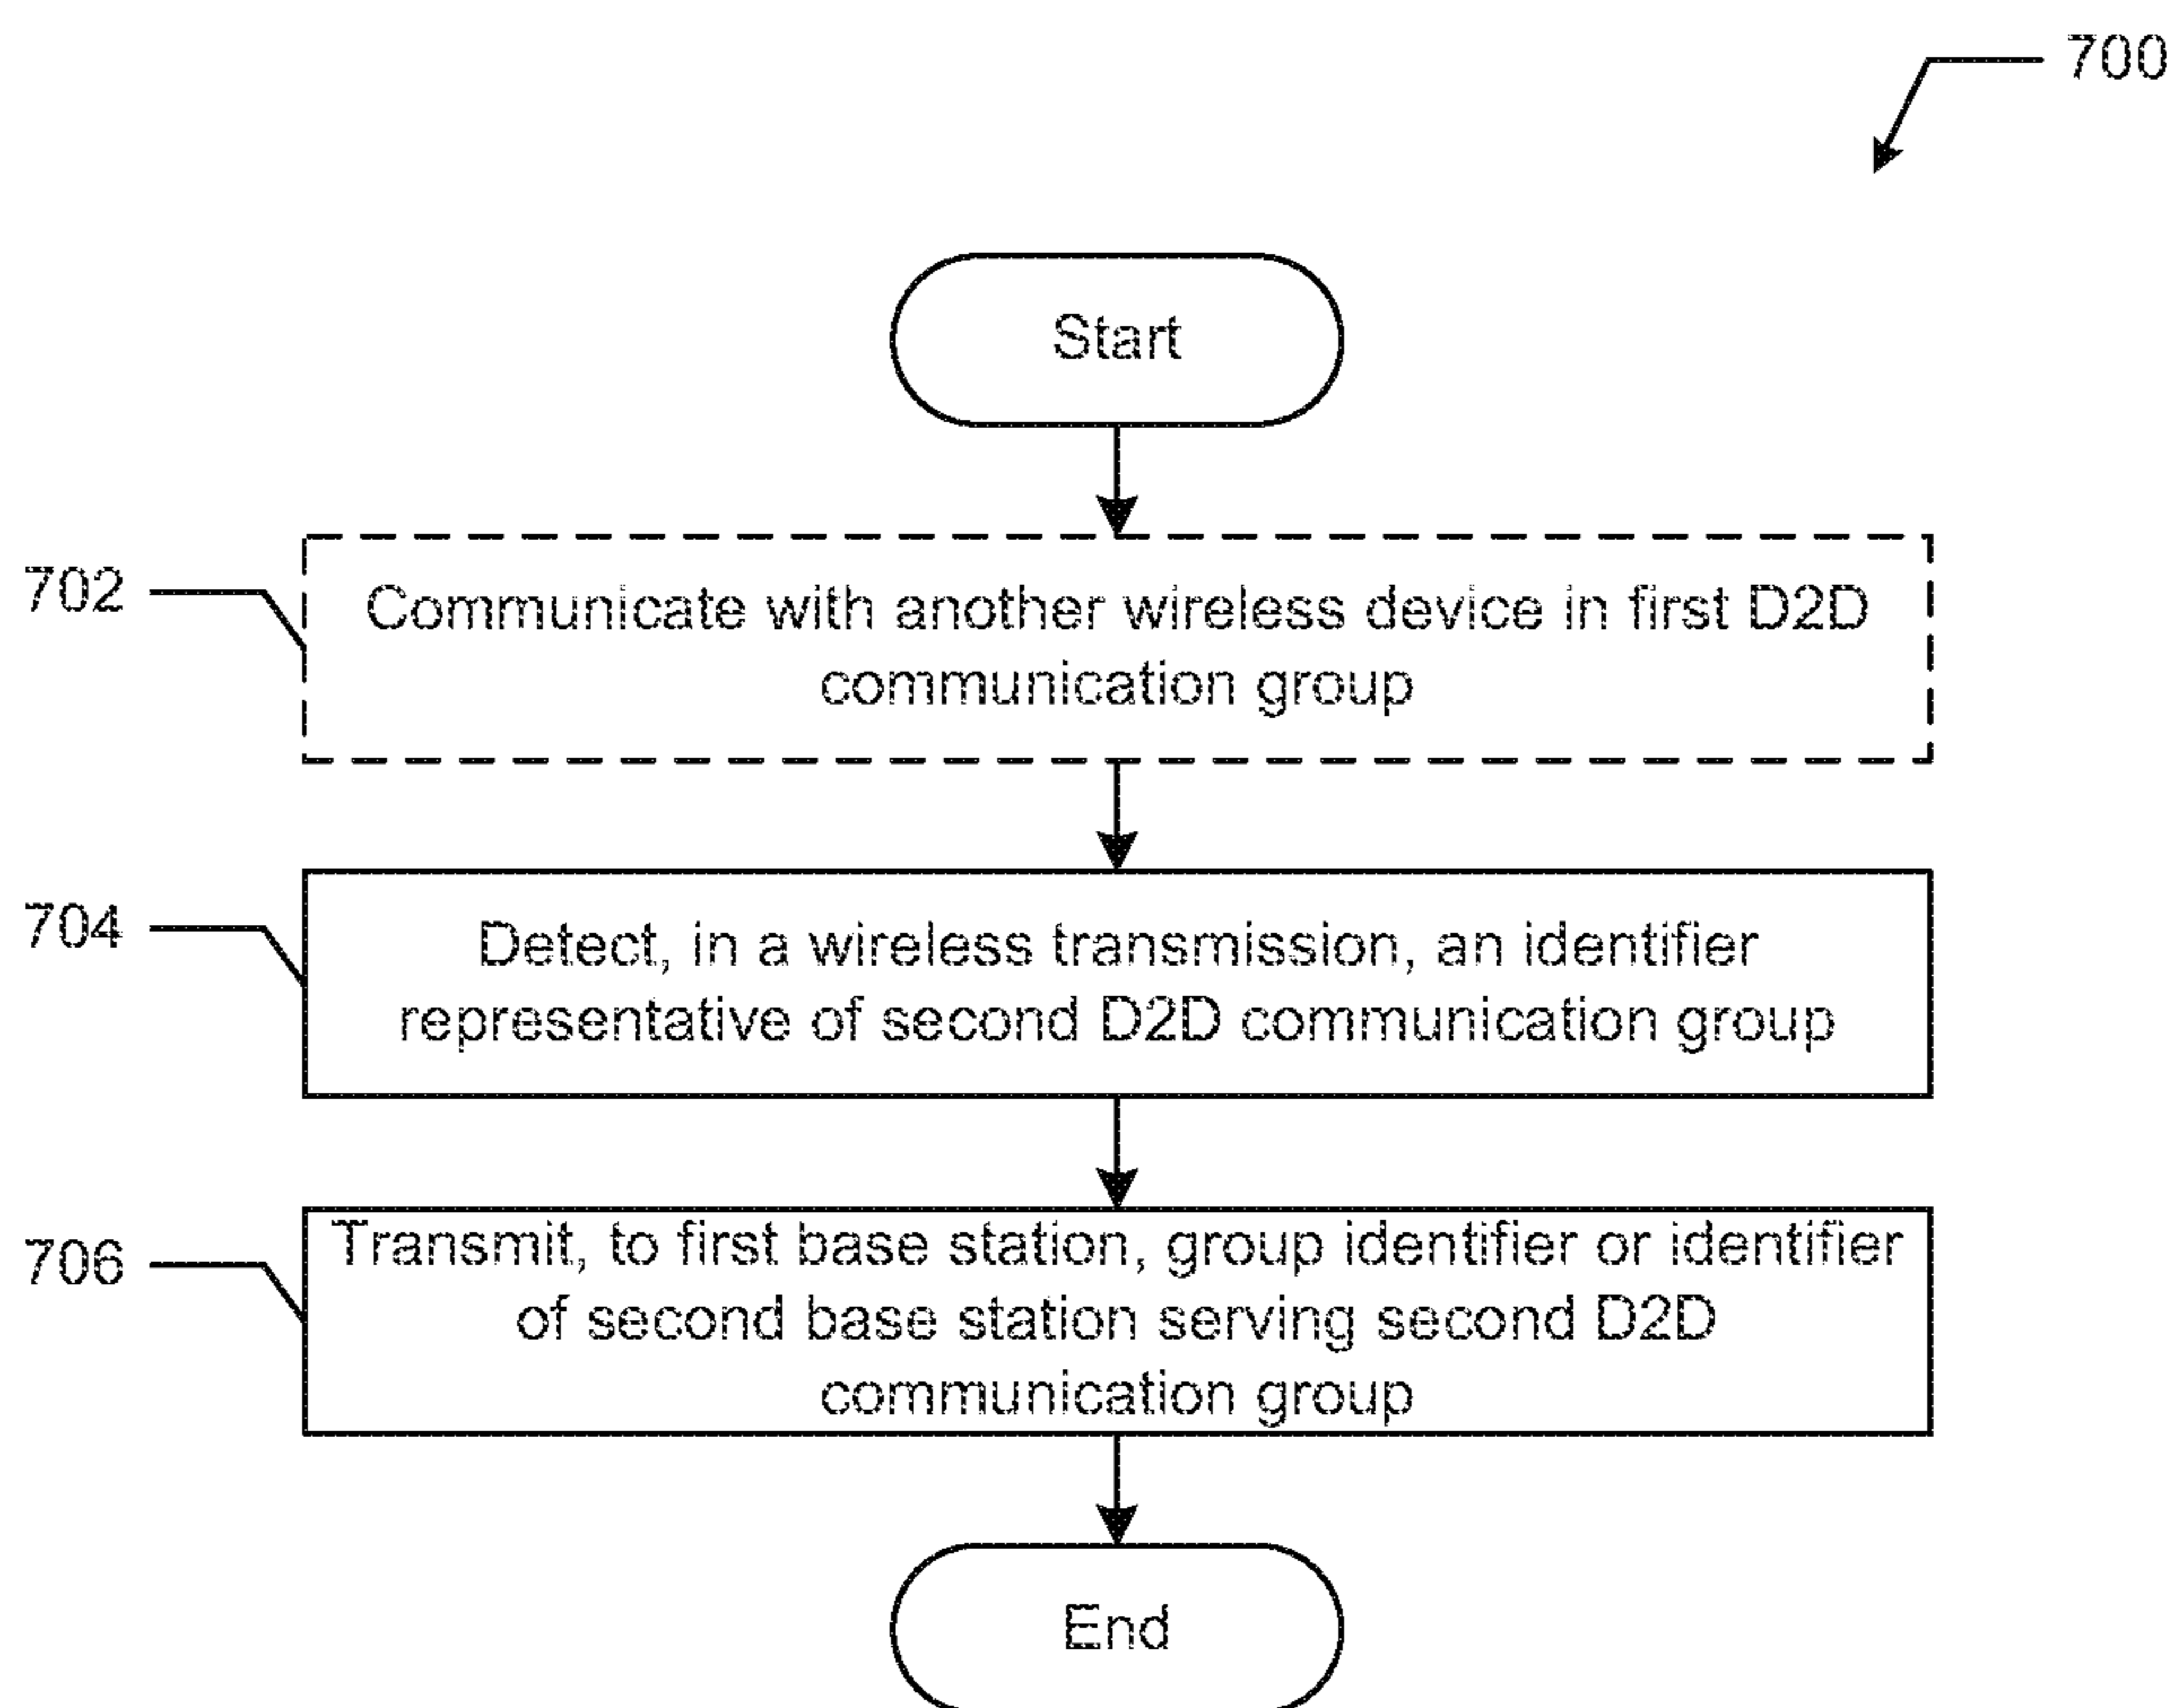 700
Start
702
Communicate with another wireless device in first D2D
communication group
704
Detect, in a wireless transmission, an identifier
representative of second D2D communication group
706
Transmit, to first base station, group identifier or identifier
of second base station serving second D2D
communication group
End